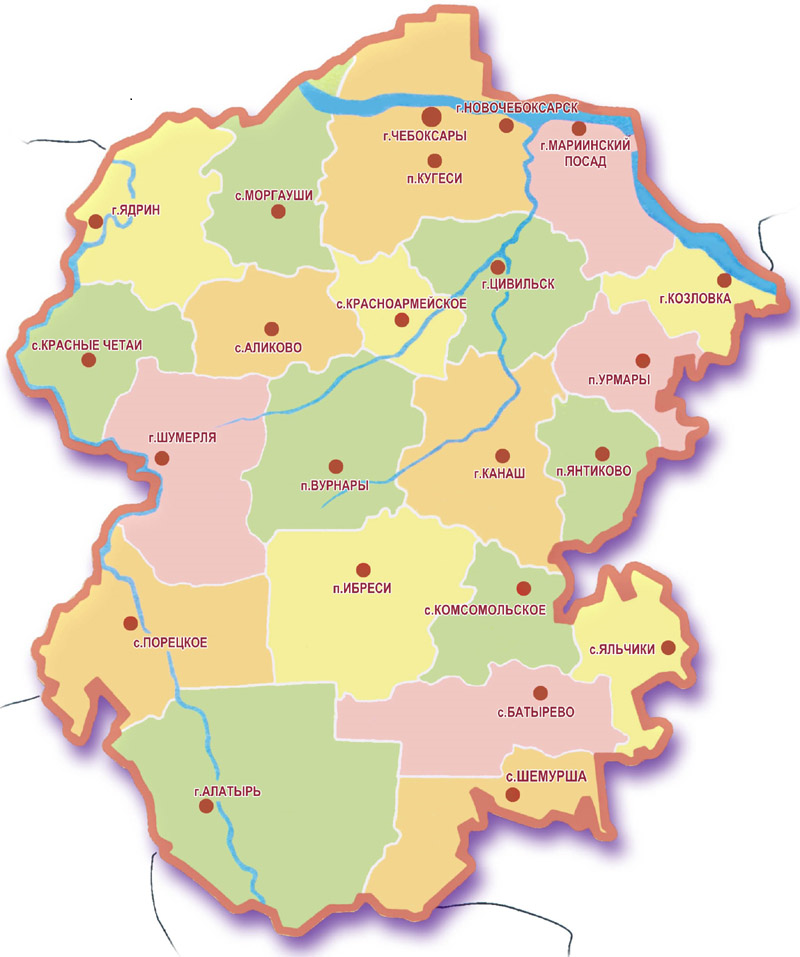 г.НОВОЧЕБОКСАРСК
г.ЧЕБОКСАРЫ
г.МАРИИНСКИЙ
ПОСАД
п.КУГЕСИ
с.МОРГАУШИ
г.ЯДРИН
г.ЦИВИЛЬСК
г.КОЗЛОВКА
с.КРАСНОАРМЕЙСКОЕ
с.КРАСНЫЕ ЧЕТАИ
с.АЛИКОВО
п.УРМАРЫ
г.ШУМЕРЛЯ
п.ВУРНАРЫ
г.КАНАШ
п.ЯНТИКОВО
п.ИБРЕСИ
с.КОМСОМОЛЬСКОЕ
с.ПОРЕЦКОЕ
с.ЯЛЬЧИКИ
с.БАТЫРЕВО
с.ШЕМУРША
г.АЛАТЫРЬ